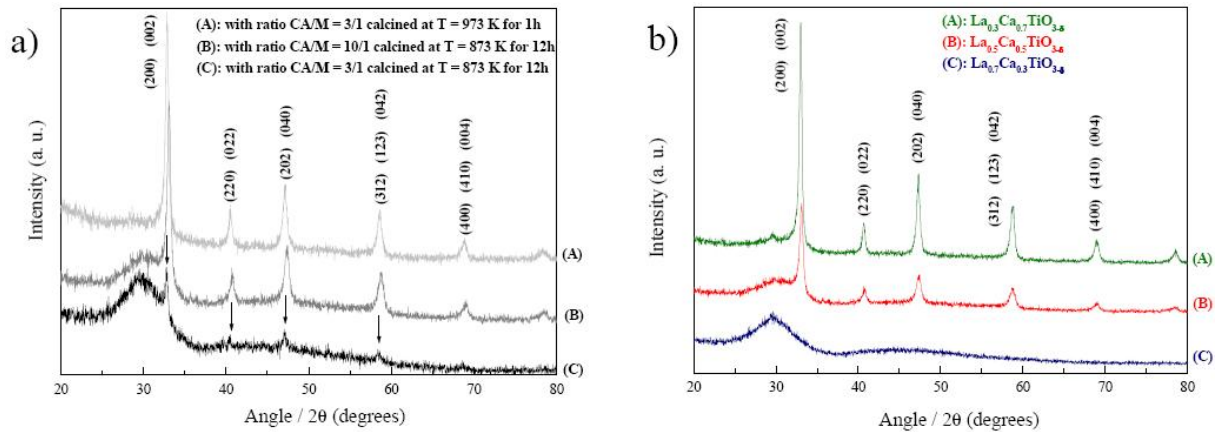 a)
(A): with ratio CA/M = 3/1 calcined at T = 973 K for 1h
(B): with ratio CA/M = 10/1 calcined at T = 873 K for 12h
(C): with ratio CA/M = 3/1 calcined at T = 873 K for 12h
(200) (002)
(220) (022)
(202) (040)
(312) (123) (042)
(400) (410) (004)
(A)
(B)
(C)
Intensity (a. u.)
20 30 40 50 60 70 80
Angle / 2θ (degrees)
b)
(A): La0.3Ca0.7TiO3-δ
(B): La0.5Ca0.5TiO3-δ
(C): La0.7Ca0.3TiO3-δ
(200) (002)
(220) (022)
(202) (040)
(312) (123) (042)
(400) (410) (004)
(A)
(B)
(C)
Intensity (a. u.)
20 30 40 50 60 70 80
Angle / 2θ (degrees)